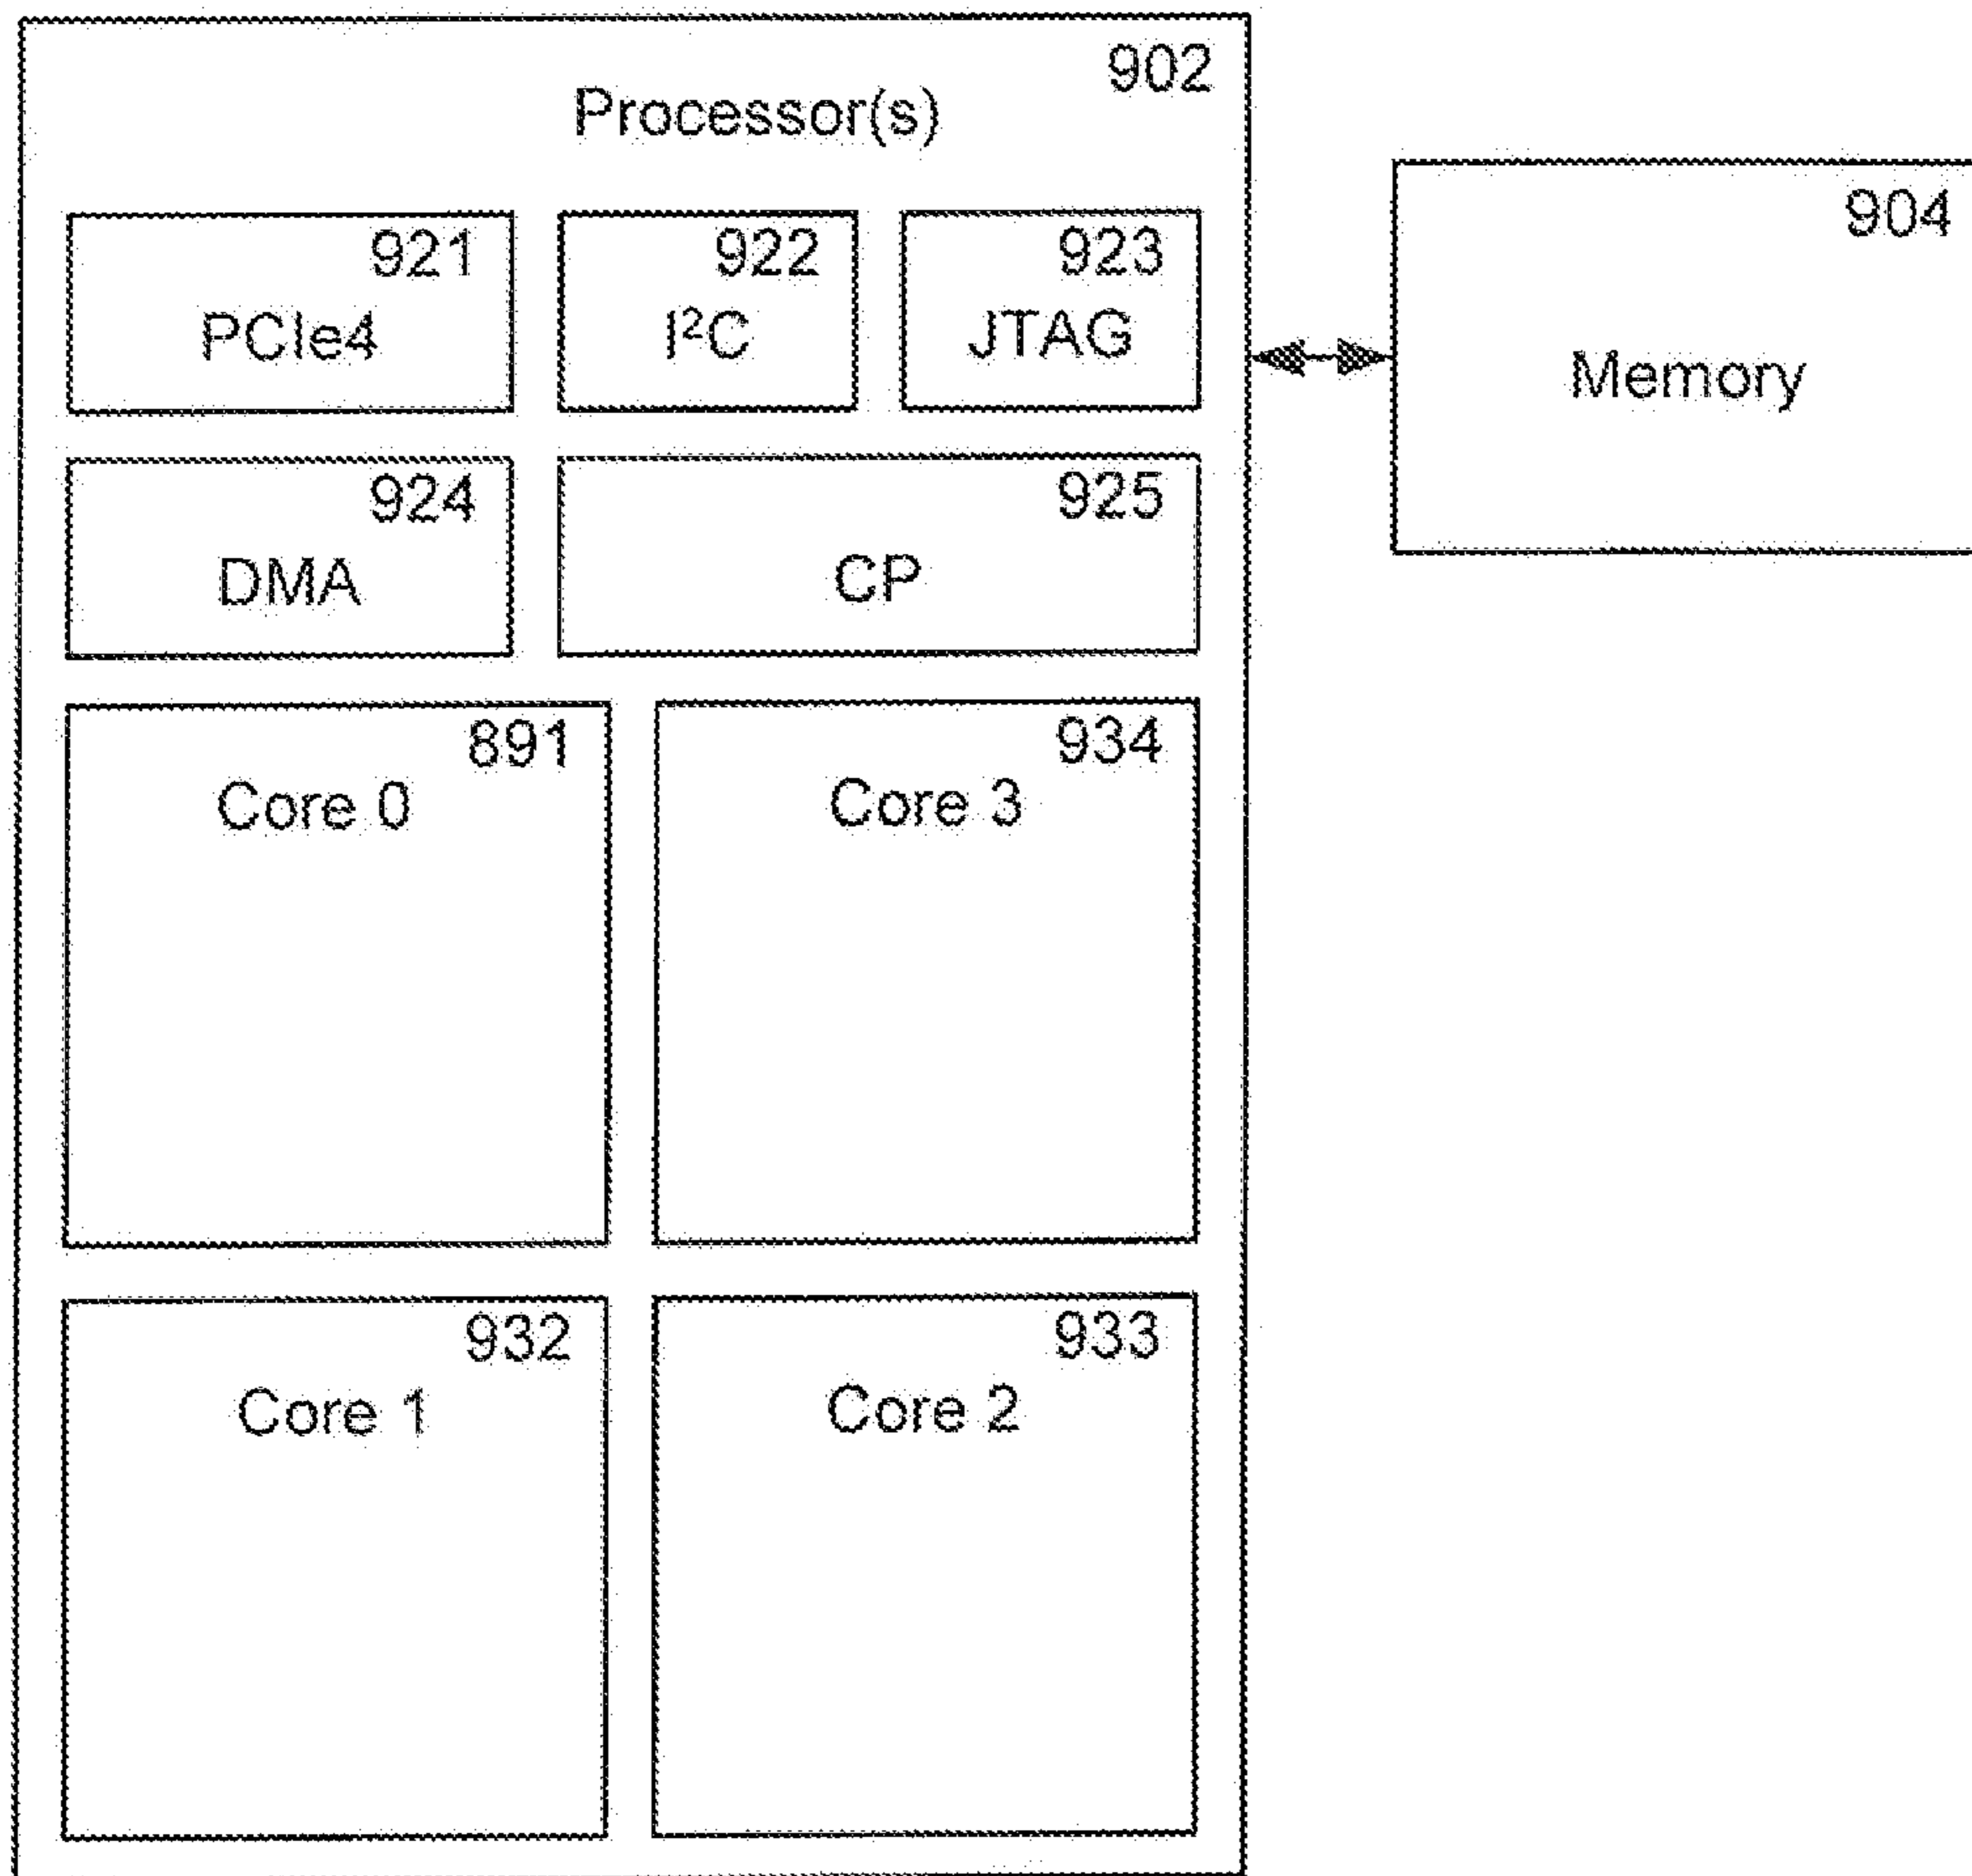 902
Processor(s)
904
Memory
921
PCIe4
922
I²C
923
JTAG
924
DMA
925
CP
891
Core 0
934
Core 3
932
Core 1
933
Core 2